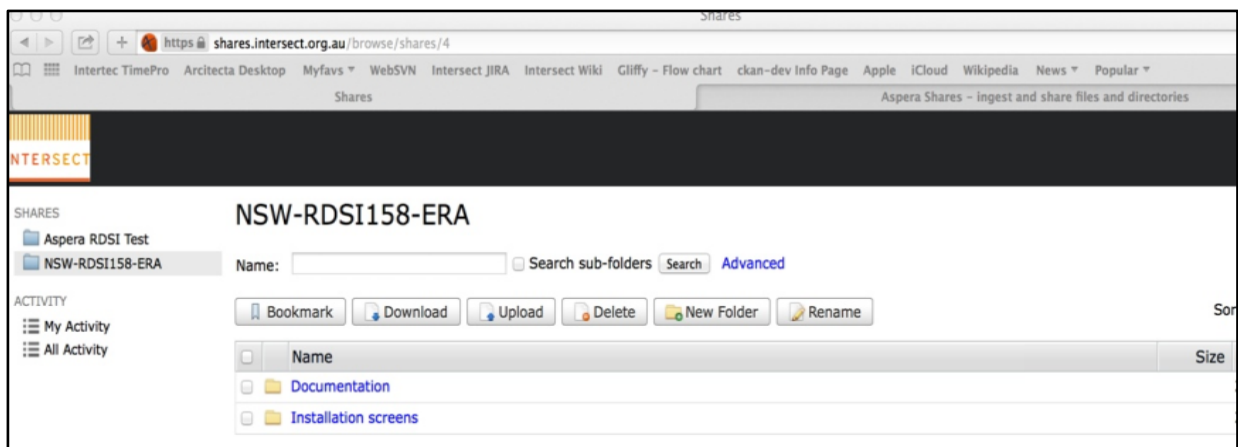 Shares
https shares.intersect.org.au/browse/shares/4
Intertec TimePro Arcitecta Desktop Myfavs WebSVN Intersect JIRA Intersect Wiki Gliffy - Flow chart ckan-dev Info Page Apple iCloud Wikipedia News Popular
Shares Aspera Shares - ingest and share files and directories
NTERSECT
SHARES
Aspera RDSI Test
NSW-RDSI158-ERA
ACTIVITY
My Activity
All Activity
NSW-RDSI158-ERA
Name: Search sub-folders Search Advanced
Bookmark Download Upload Delete New Folder Rename Sor
Name Size
Documentation
Installation screens